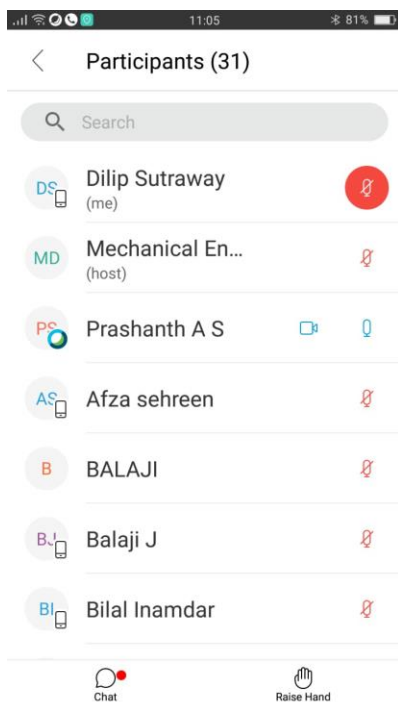 11:05
81%
Participants (31)
Search
DS
Dilip Sutraway
(me)
MD
Mechanical En...
(host)
PS
Prashanth A S
AS
Afza sehreen
B
BALAJI
BJ
Balaji J
BI
Bilal Inamdar
Chat
Raise Hand